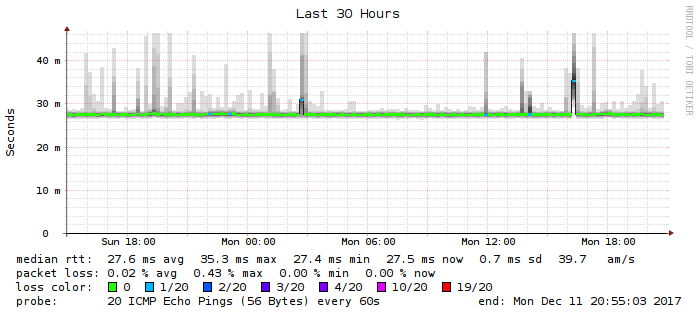 Last 30 Hours
RRDTOOL / TOBI OETIKER
Seconds
40 m
30 m
20 m
10 m
0
Sun 18:00 Mon 00:00 Mon 06:00 Mon 12:00 Mon 18:00
median rtt: 27.6 ms avg 35.3 ms max 27.4 ms min 27.5 ms now 0.7 ms sd 39.7 am/s
packet loss: 0.02 % avg 0.43 % max 0.00 % min 0.00 % now
loss color: 0 1/20 2/20 3/20 4/20 10/20 19/20
probe: 20 ICMP Echo Pings (56 Bytes) every 60s end: Mon Dec 11 20:55:03 2017